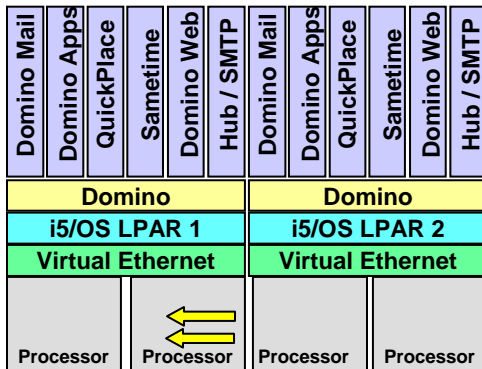 Domino Mail
Domino Apps
QuickPlace
Sametime
Domino Web
Hub / SMTP
Domino Mail
Domino Apps
QuickPlace
Sametime
Domino Web
Hub / SMTP
Domino
Domino
i5/OS LPAR 1
i5/OS LPAR 2
Virtual Ethernet
Virtual Ethernet
Processor
Processor
Processor
Processor